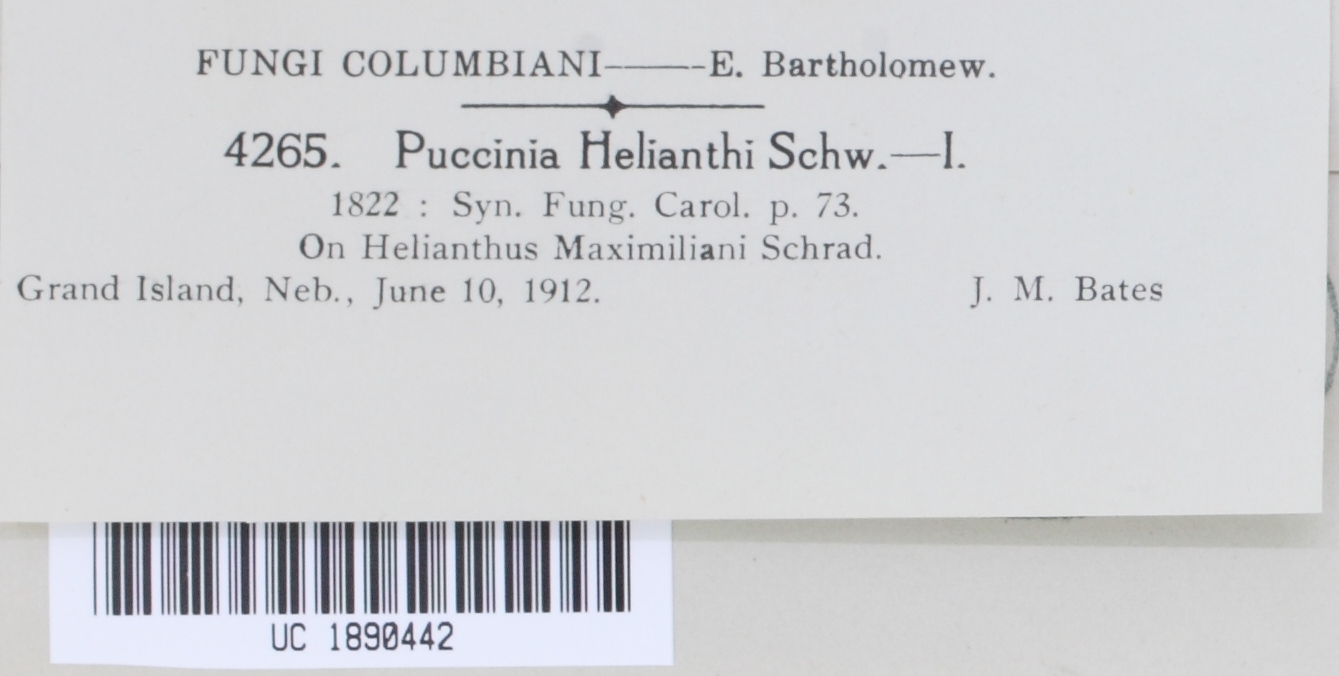 FUNGI COLUMBIANI——-E. Bartholomew.
4265. Puccinia Helianthi Schw.—I.
1822 : Syn. Fung. Carol. p. 73.
On Helianthus Maximiliani Schrad.
Grand Island, Neb., June 10, 1912. J. M. Bates
UC 1890442